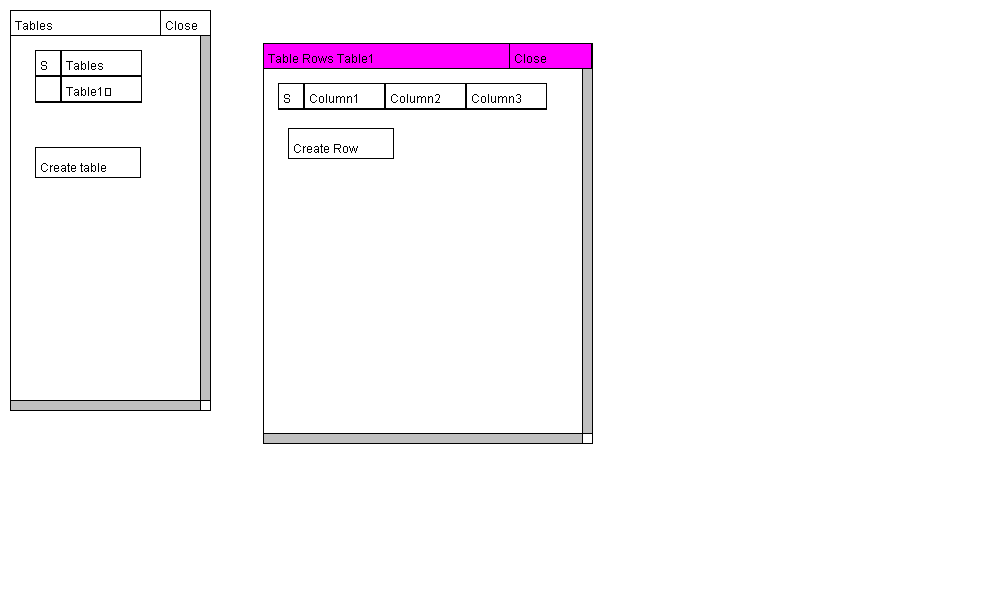 Tables Close
S Tables
Table1▯
Create table
Table Rows Table1 Close
S Column1 Column2 Column3
Create Row